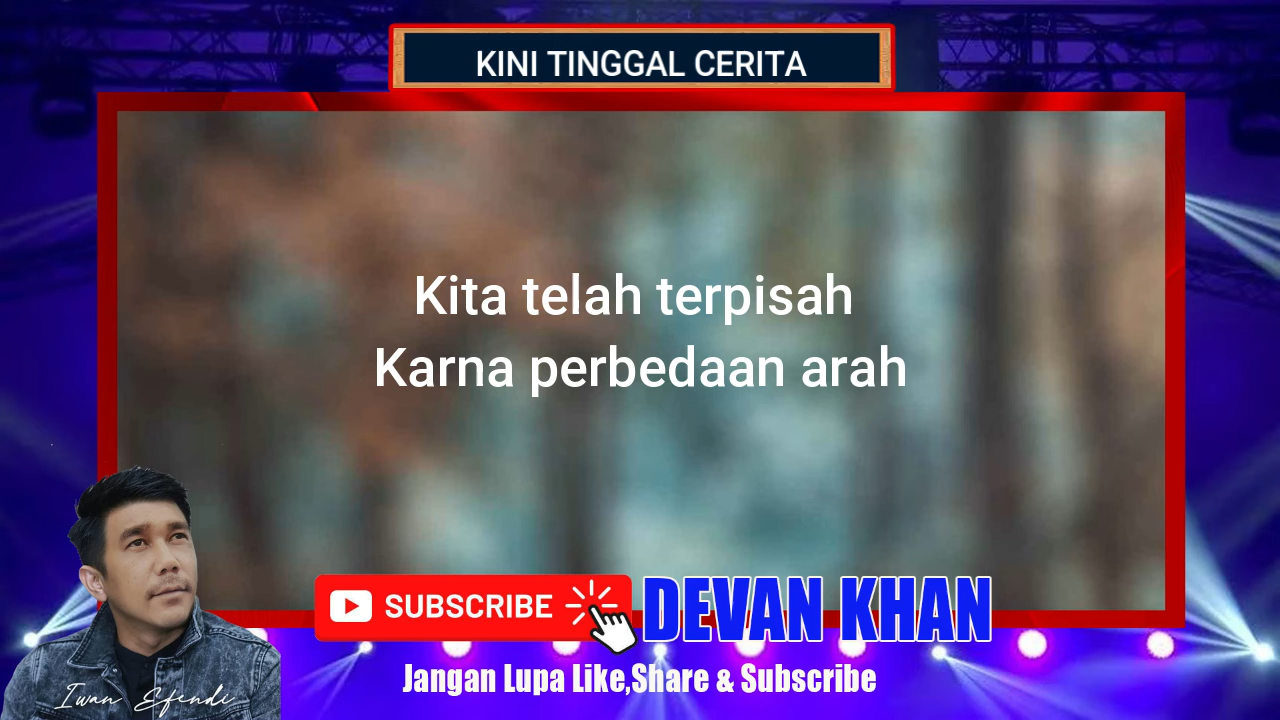 KINI TINGGAL CERITA
Kita telah terpisah
Karna perbedaan arah
SUBSCRIBE
DEVAN KHAN
Jangan Lupa Like,Share & Subscribe
Iwan Efendi